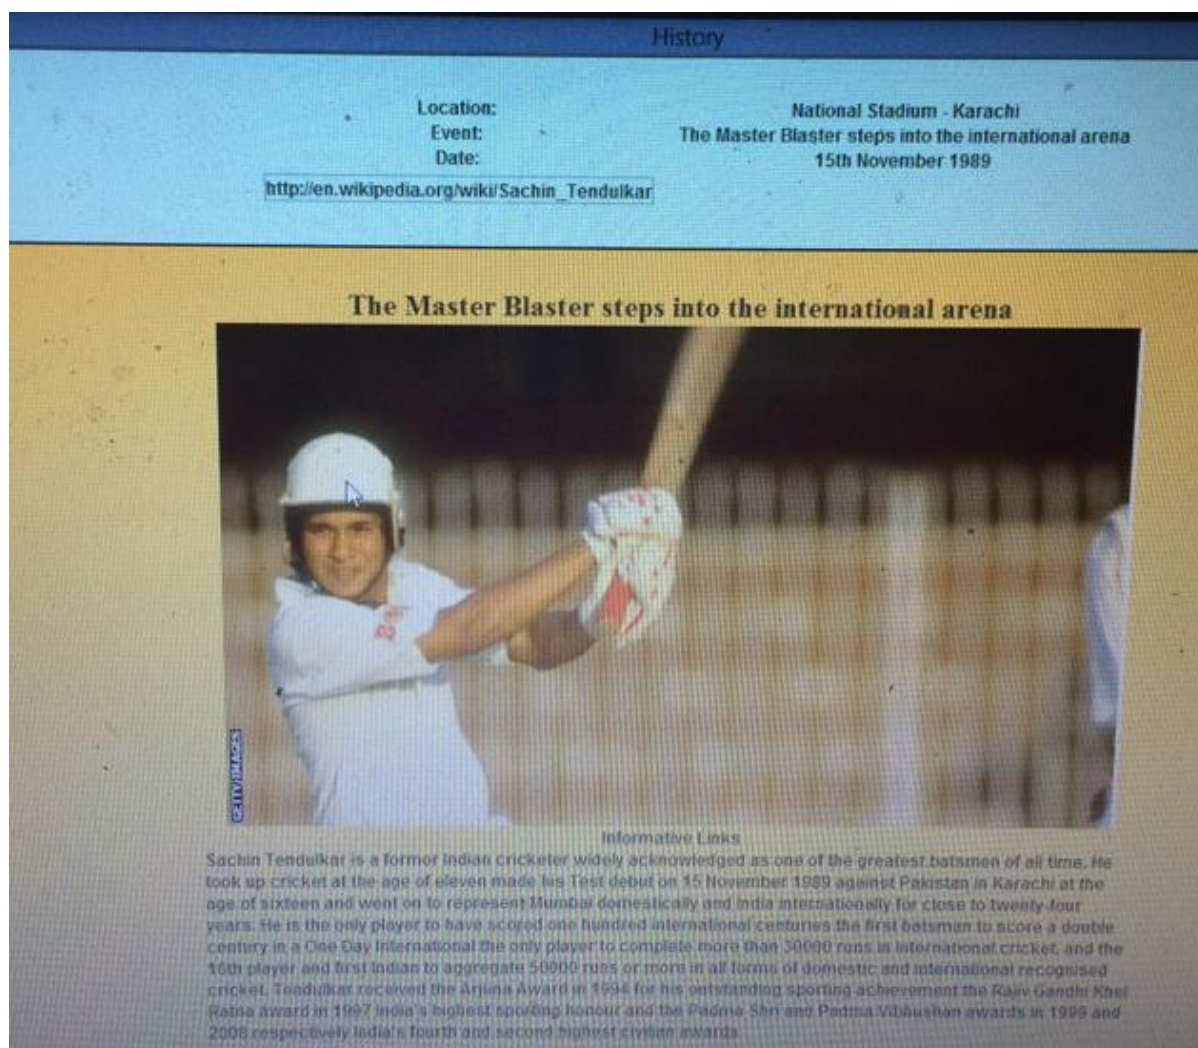 History
Location:
National Stadium - Karachi
Event:
The Master Blaster steps into the international arena
Date:
15th November 1989
http://en.wikipedia.org/wiki/Sachin_Tendulkar
The Master Blaster steps into the international arena
GETTY IMAGES
Informative Links
Sachin Tendulkar is a former Indian cricketer widely acknowledged as one of the greatest batsmen of all time. He
took up cricket at the age of eleven made his Test debut on 15 November 1989 against Pakistan in Karachi at the
age of sixteen and went on to represent Mumbai domestically and India internationally for close to twenty-four
years. He is the only player to have scored one hundred international centuries the first batsman to score a double
century in a One Day International the only player to complete more than 30000 runs in international cricket, and the
16th player and first Indian to aggregate 50000 runs or more in all forms of domestic and international recognised
cricket. Tendulkar received the Arjuna Award in 1994 for his outstanding sporting achievement the Rajiv Gandhi Khel
Ratna award in 1997 India's highest sporting honour and the Padma Shri and Padma Vibhushan awards in 1999 and
2008 respectively India's fourth and second highest civilian awards